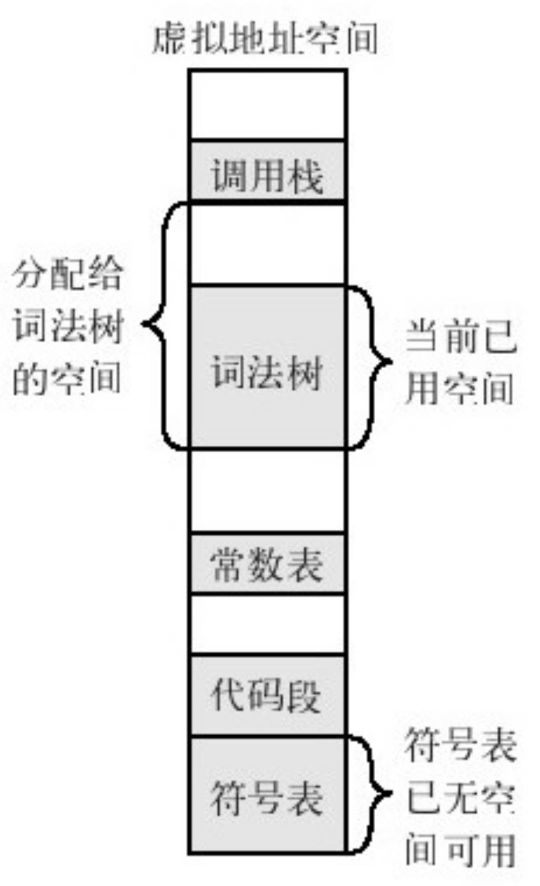 虚拟地址空间
调用栈
分配给
词法树
的空间
词法树
当前已
用空间
常数表
代码段
符号表
符号表
已无空
间可用